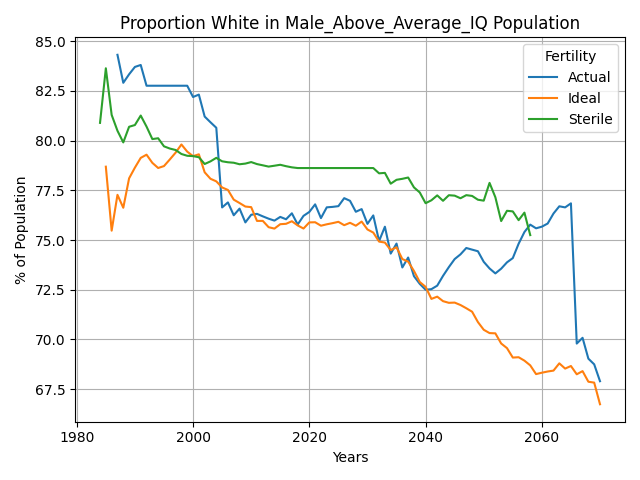 Proportion White in Male_Above_Average_IQ Population
Fertility
Actual
Ideal
Sterile
% of Population
85.0
82.5
80.0
77.5
75.0
72.5
70.0
67.5
1980
2000
2020
2040
2060
Years